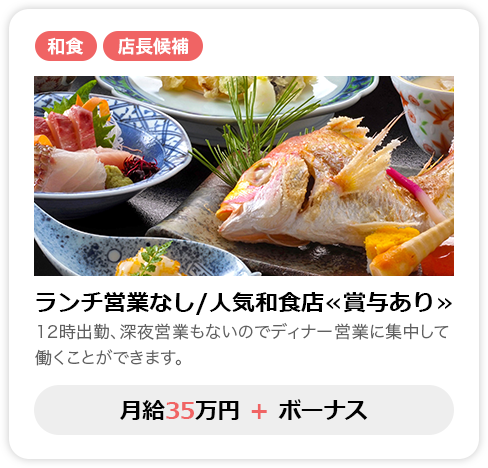 和食 店長候補
ランチ営業なし/人気和食店≪賞与あり≫
12時出勤、深夜営業もないのでディナー営業に集中して
働くことができます。
月給35万円 + ボーナス